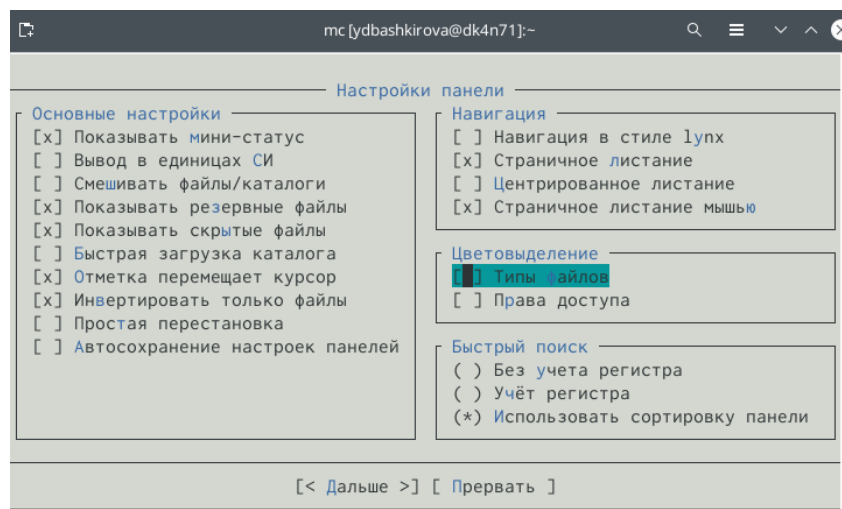 mc [ydbashkirova@dk4n71]:~
Настройки панели
Основные настройки
[x] Показывать мини-статус
[ ] Вывод в единицах СИ
[ ] Смешивать файлы/каталоги
[x] Показывать резервные файлы
[x] Показывать скрытые файлы
[ ] Быстрая загрузка каталога
[x] Отметка перемещает курсор
[x] Инвертировать только файлы
[ ] Простая перестановка
[ ] Автосохранение настроек панелей
Навигация
[ ] Навигация в стиле lynx
[x] Страничное листание
[ ] Центрированное листание
[x] Страничное листание мышью
Цветовыделение
[ ] Типы файлов
[ ] Права доступа
Быстрый поиск
( ) Без учета регистра
( ) Учёт регистра
(*) Использовать сортировку панели
[< Дальше >] [ Прервать ]